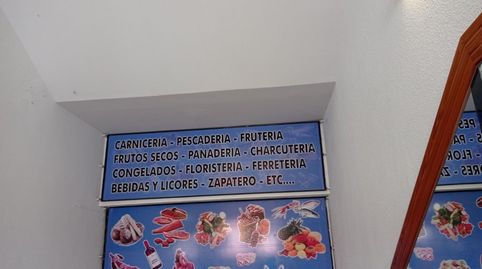 CARNICERIA - PESCADERIA - FRUTERIA
FRUTOS SECOS - PANADERIA - CHARCUTERIA
CONGELADOS - FLORISTERIA - FERRETERIA
BEBIDAS Y LICORES - ZAPATERO - ETC....